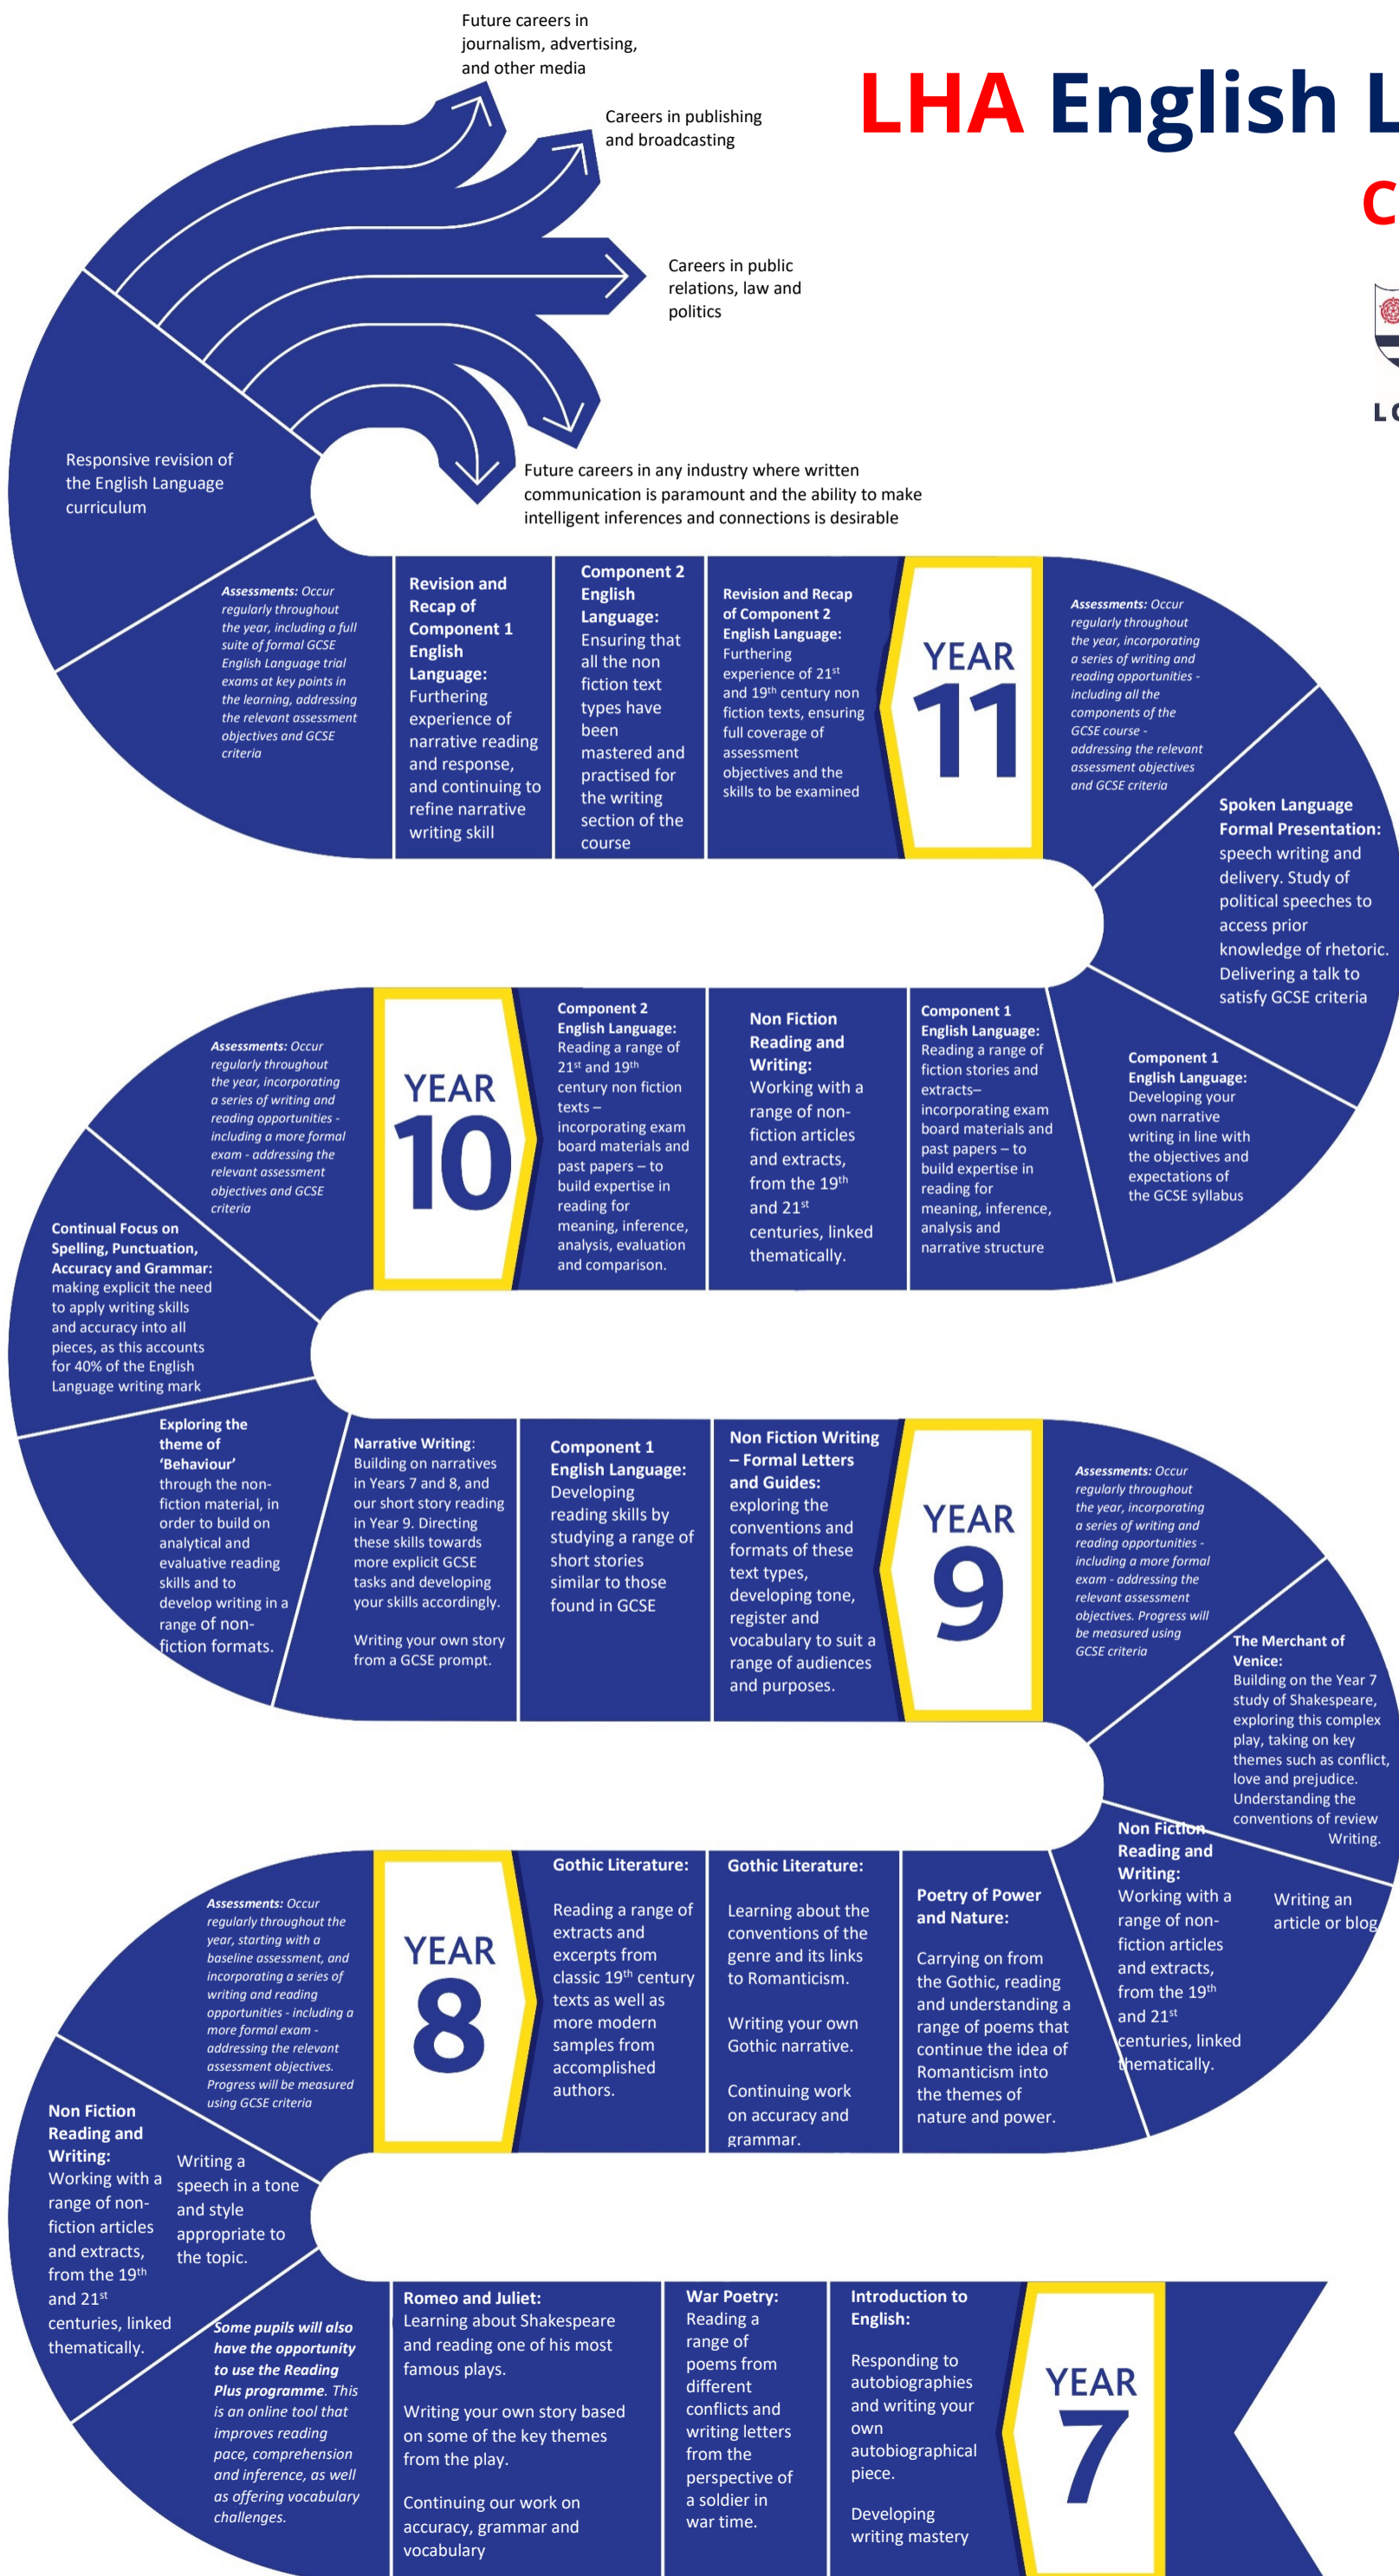 Future careers in
journalism, advertising,
and other media
Careers in publishing
and broadcasting
LHA English L
C
Careers in public
relations, law and
politics
Responsive revision of
the English Language
curriculum
Future careers in any industry where written
communication is paramount and the ability to make
intelligent inferences and connections is desirable
Assessments: Occur
regularly throughout
the year, including a full
suite of formal GCSE
English Language trial
exams at key points in
the learning, addressing
the relevant assessment
objectives and GCSE
criteria
Revision and
Recap of
Component 1
English
Language:
Furthering
experience of
narrative reading
and response,
and continuing to
refine narrative
writing skill
Component 2
English
Language:
Ensuring that
all the non
fiction text
types have
been
mastered and
practised for
the writing
section of the
course
Revision and Recap
of Component 2
English Language:
Furthering
experience of 21st
and 19th century non
fiction texts, ensuring
full coverage of
assessment
objectives and the
skills to be examined
YEAR
11
Assessments: Occur
regularly throughout
the year, incorporating
a series of writing and
reading opportunities -
including all the
components of the
GCSE course -
addressing the relevant
assessment objectives
and GCSE criteria
Spoken Language
Formal Presentation:
speech writing and
delivery. Study of
political speeches to
access prior
knowledge of rhetoric.
Delivering a talk to
satisfy GCSE criteria
Assessments: Occur
regularly throughout
the year, incorporating
a series of writing and
reading opportunities -
including a more formal
exam - addressing the
relevant assessment
objectives and GCSE
criteria
YEAR
10
Component 2
English Language:
Reading a range of
21st and 19th
century non fiction
texts –
incorporating exam
board materials and
past papers – to
build expertise in
reading for
meaning, inference,
analysis, evaluation
and comparison.
Non Fiction
Reading and
Writing:
Working with a
range of non-
fiction articles
and extracts,
from the 19th
and 21st
centuries, linked
thematically.
Component 1
English Language:
Reading a range of
fiction stories and
extracts–
incorporating exam
board materials and
past papers – to
build expertise in
reading for
meaning, inference,
analysis and
narrative structure
Component 1
English Language:
Developing your
own narrative
writing in line with
the objectives and
expectations of
the GCSE syllabus
Continual Focus on
Spelling, Punctuation,
Accuracy and Grammar:
making explicit the need
to apply writing skills
and accuracy into all
pieces, as this accounts
for 40% of the English
Language writing mark
Exploring the
theme of
‘Behaviour’
through the non-
fiction material, in
order to build on
analytical and
evaluative reading
skills and to
develop writing in a
range of non-
fiction formats.
Narrative Writing:
Building on narratives
in Years 7 and 8, and
our short story reading
in Year 9. Directing
these skills towards
more explicit GCSE
tasks and developing
your skills accordingly.
Writing your own story
from a GCSE prompt.
Component 1
English Language:
Developing
reading skills by
studying a range of
short stories
similar to those
found in GCSE
Non Fiction Writing
– Formal Letters
and Guides:
exploring the
conventions and
formats of these
text types,
developing tone,
register and
vocabulary to suit a
range of audiences
and purposes.
YEAR
9
Assessments: Occur
regularly throughout
the year, incorporating
a series of writing and
reading opportunities -
including a more formal
exam - addressing the
relevant assessment
objectives. Progress will
be measured using
GCSE criteria
The Merchant of
Venice:
Building on the Year 7
study of Shakespeare,
exploring this complex
play, taking on key
themes such as conflict,
love and prejudice.
Understanding the
conventions of review
Writing.
Assessments: Occur
regularly throughout the
year, starting with a
baseline assessment, and
incorporating a series of
writing and reading
opportunities - including a
more formal exam -
addressing the relevant
assessment objectives.
Progress will be measured
using GCSE criteria
YEAR
8
Gothic Literature:
Reading a range of
extracts and
excerpts from
classic 19th century
texts as well as
more modern
samples from
accomplished
authors.
Gothic Literature:
Learning about the
conventions of the
genre and its links
to Romanticism.
Writing your own
Gothic narrative.
Continuing work
on accuracy and
grammar.
Poetry of Power
and Nature:
Carrying on from
the Gothic, reading
and understanding a
range of poems that
continue the idea of
Romanticism into
the themes of
nature and power.
Non Fiction
Reading and
Writing:
Working with a
range of non-
fiction articles
and extracts,
from the 19th
and 21st
centuries, linked
thematically.
Writing an
article or blog
Non Fiction
Reading and
Writing:
Working with a
range of non-
fiction articles
and extracts,
from the 19th
and 21st
centuries, linked
thematically.
Writing a
speech in a tone
and style
appropriate to
the topic.
Some pupils will also
have the opportunity
to use the Reading
Plus programme. This
is an online tool that
improves reading
pace, comprehension
and inference, as well
as offering vocabulary
challenges.
Romeo and Juliet:
Learning about Shakespeare
and reading one of his most
famous plays.
Writing your own story based
on some of the key themes
from the play.
Continuing our work on
accuracy, grammar and
vocabulary
War Poetry:
Reading a
range of
poems from
different
conflicts and
writing letters
from the
perspective of
a soldier in
war time.
Introduction to
English:
Responding to
autobiographies
and writing your
own
autobiographical
piece.
Developing
writing mastery
YEAR
7